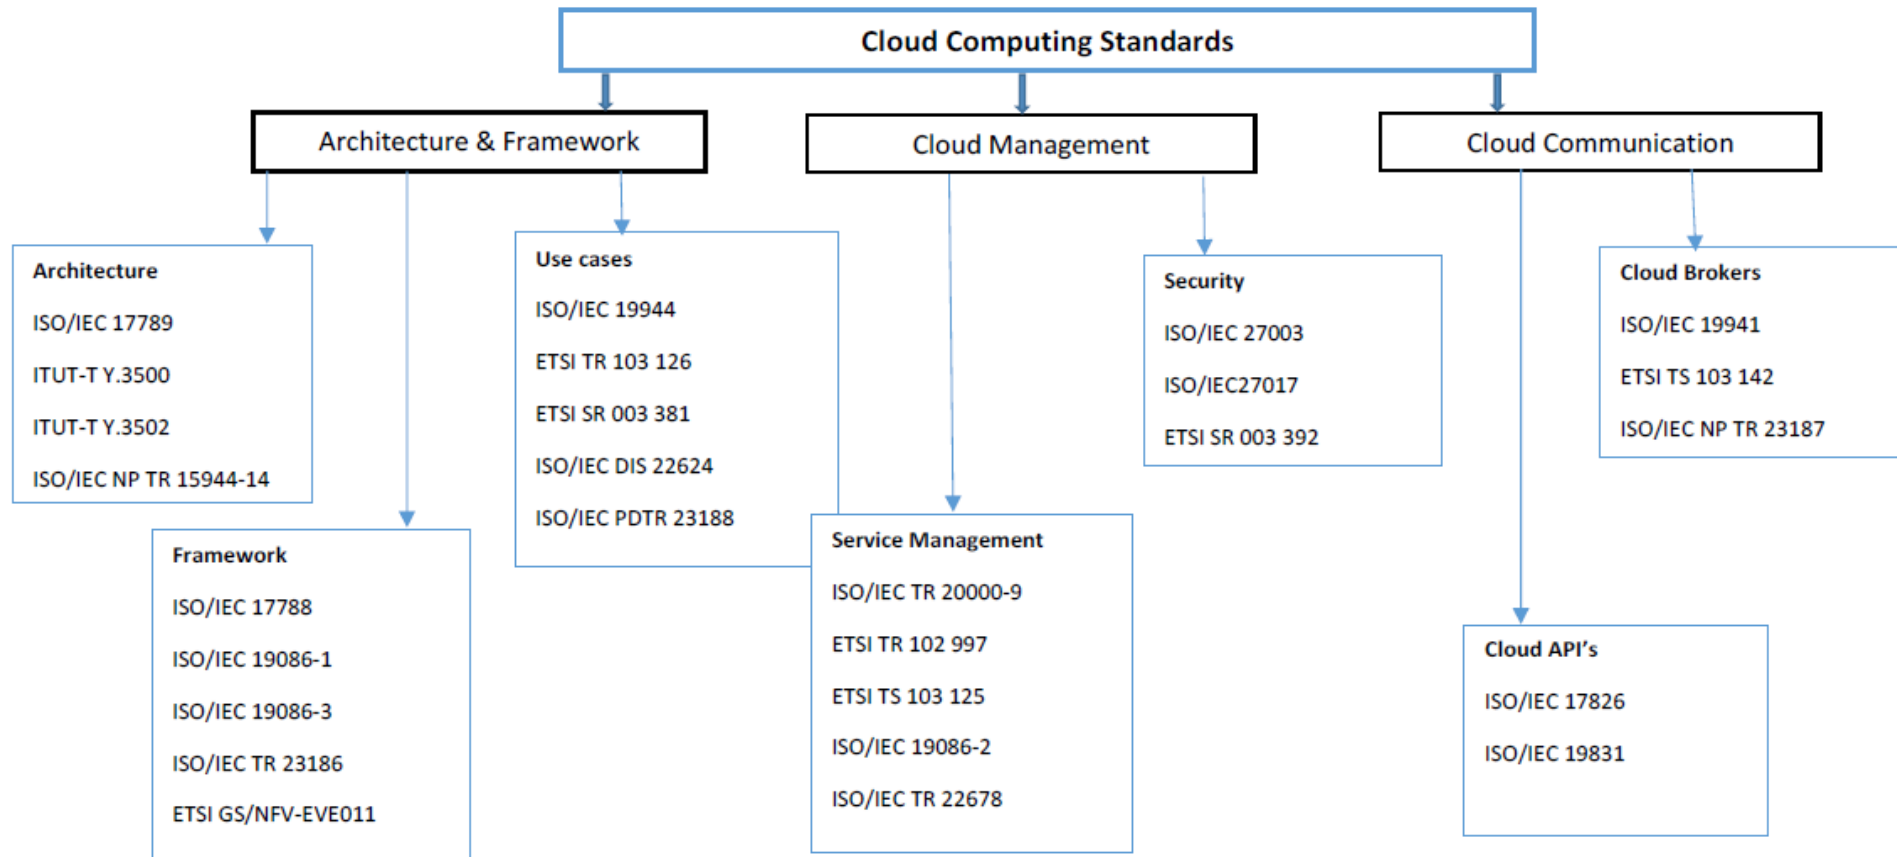 Cloud Computing Standards
Architecture & Framework
Cloud Management
Cloud Communication
Architecture
ISO/IEC 17789
ITUT-T Y.3500
ITUT-T Y.3502
ISO/IEC NP TR 15944-14
Framework
ISO/IEC 17788
ISO/IEC 19086-1
ISO/IEC 19086-3
ISO/IEC TR 23186
ETSI GS/NFV-EVE011
Use cases
ISO/IEC 19944
ETSI TR 103 126
ETSI SR 003 381
ISO/IEC DIS 22624
ISO/IEC PDTR 23188
Service Management
ISO/IEC TR 20000-9
ETSI TR 102 997
ETSI TS 103 125
ISO/IEC 19086-2
ISO/IEC TR 22678
Security
ISO/IEC 27003
ISO/IEC27017
ETSI SR 003 392
Cloud API’s
ISO/IEC 17826
ISO/IEC 19831
Cloud Brokers
ISO/IEC 19941
ETSI TS 103 142
ISO/IEC NP TR 23187